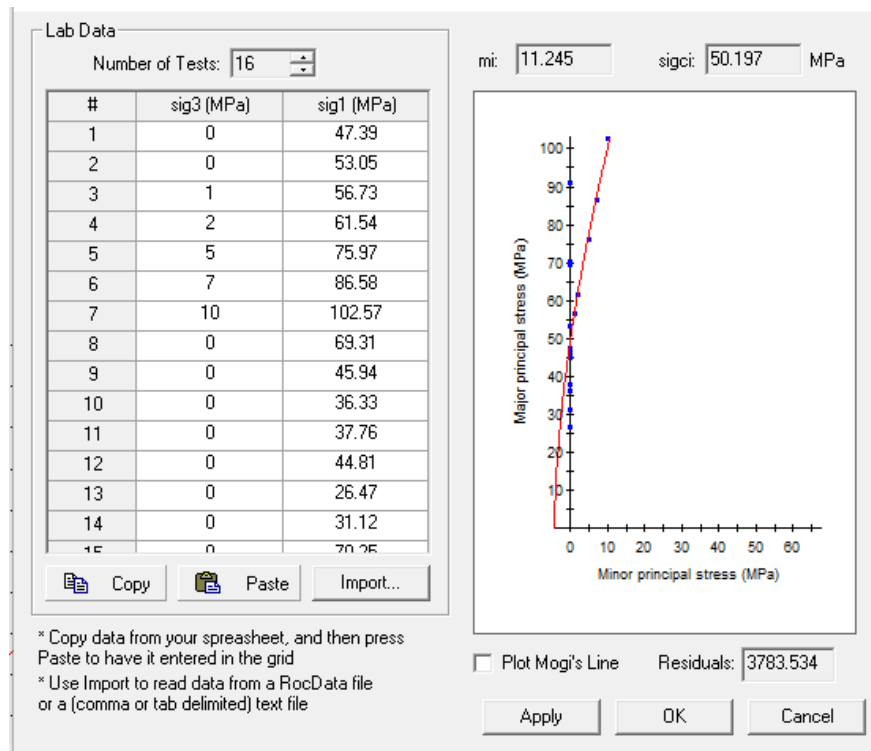 Lab Data
Number of Tests: 16
# sig3 (MPa) sig1 (MPa)
1 0 47.39
2 0 53.05
3 1 56.73
4 2 61.54
5 5 75.97
6 7 86.58
7 10 102.57
8 0 69.31
9 0 45.94
10 0 36.33
11 0 37.76
12 0 44.81
13 0 26.47
14 0 31.12
15 0 70.25
Copy Paste Import...
* Copy data from your spreasheet, and then press
Paste to have it entered in the grid
* Use Import to read data from a RocData file
or a (comma or tab delimited) text file
mi: 11.245 sigci: 50.197 MPa
Major principal stress (MPa)
100
90
80
70
60
50
40
30
20
10
0 10 20 30 40 50 60
Minor principal stress (MPa)
Plot Mogi's Line Residuals: 3783.534
Apply OK Cancel